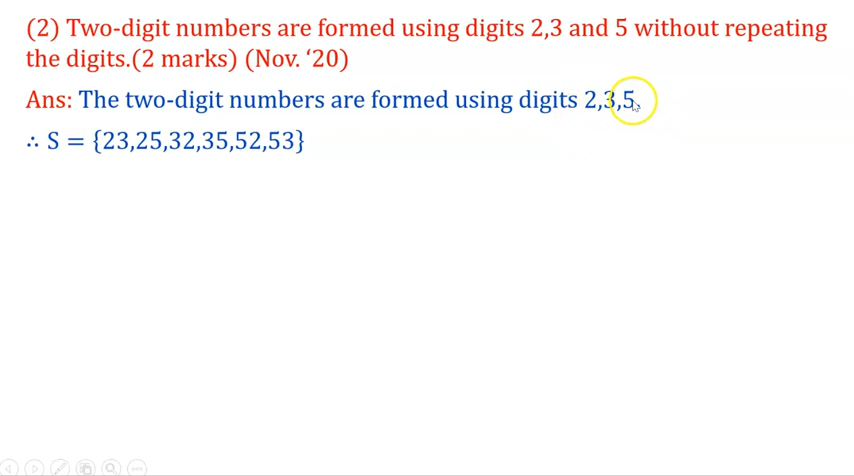 (2) Two-digit numbers are formed using digits 2,3 and 5 without repeating
the digits.(2 marks) (Nov. ‘20)
Ans: The two-digit numbers are formed using digits 2,3,5
∴ S = {23,25,32,35,52,53}